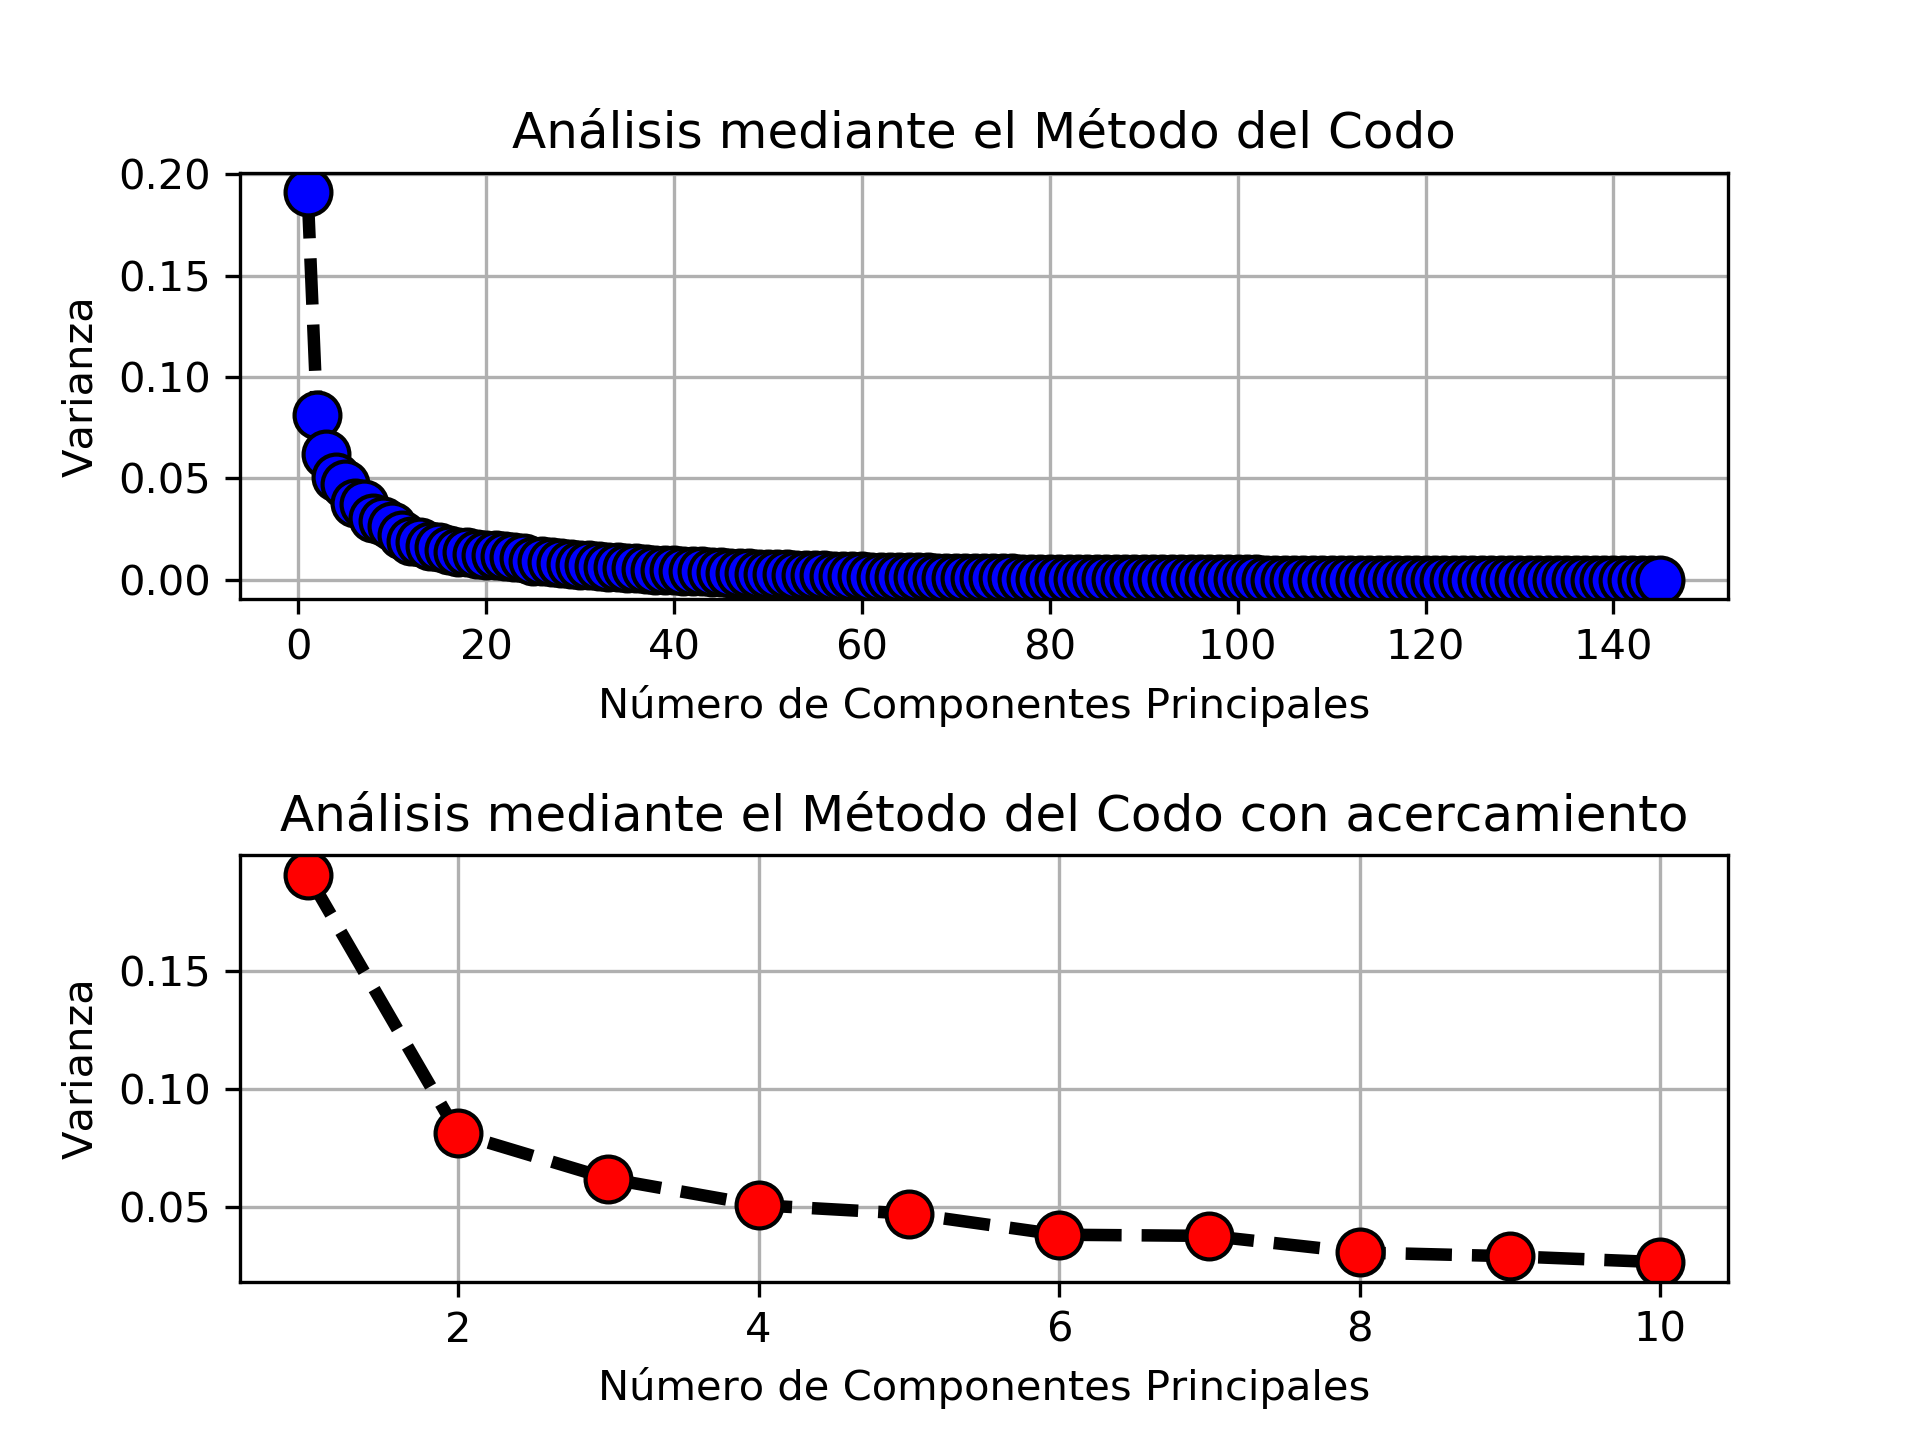 Análisis mediante el Método del Codo
0.20
0.15
0.10
0.05
0.00
Varianza
0 20 40 60 80 100 120 140
Número de Componentes Principales
Análisis mediante el Método del Codo con acercamiento
0.15
0.10
0.05
Varianza
2 4 6 8 10
Número de Componentes Principales